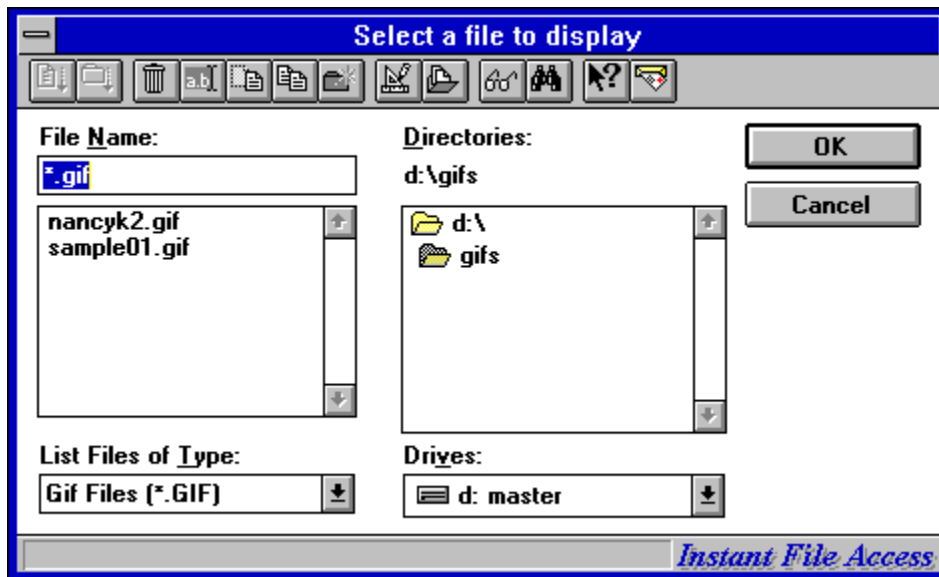 Select a file to display
a.b
?
File Name:
*.gif
nancyk2.gif
sample01.gif
List Files of Type:
Gif Files (*.GIF)
Directories:
d:\gifs
d:\
gifs
Drives:
d: master
OK
Cancel
Instant File Access